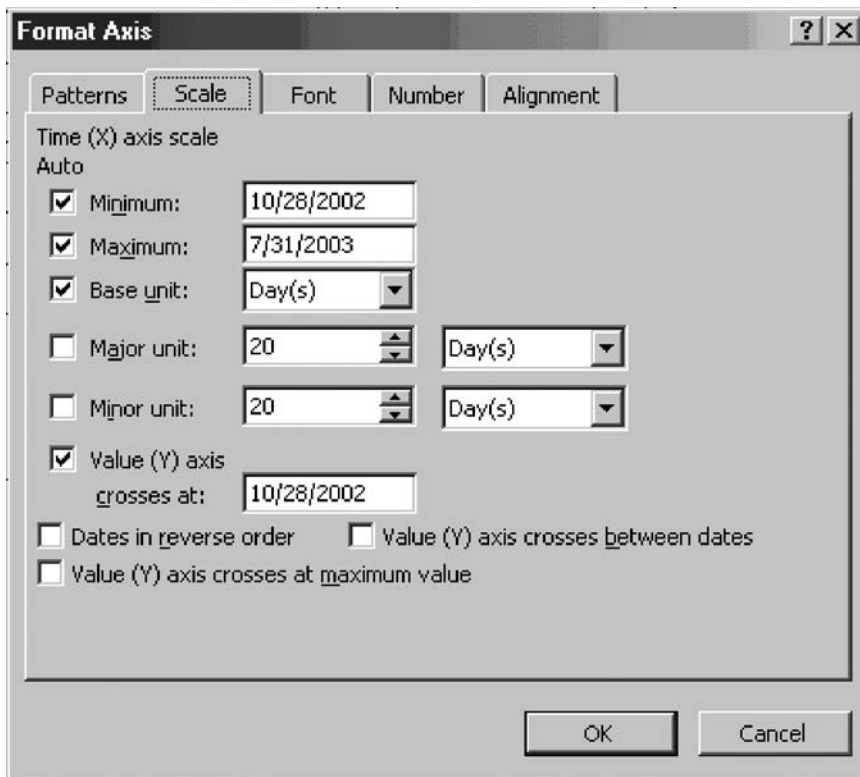 Format Axis
Patterns Scale Font Number Alignment
Time (X) axis scale
Auto
Minimum: 10/28/2002
Maximum: 7/31/2003
Base unit: Day(s)
Major unit: 20 Day(s)
Minor unit: 20 Day(s)
Value (Y) axis
crosses at: 10/28/2002
Dates in reverse order Value (Y) axis crosses between dates
Value (Y) axis crosses at maximum value
OK Cancel